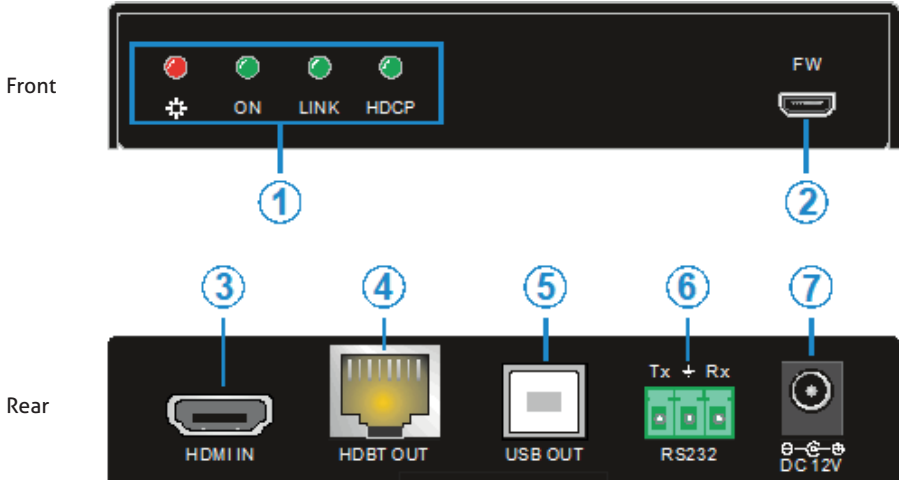 Front
FW
ON LINK HDCP
1 2
3 4 5 6 7
Tx Rx
Rear
HDMI IN HDBT OUT USB OUT RS232 DC 12V